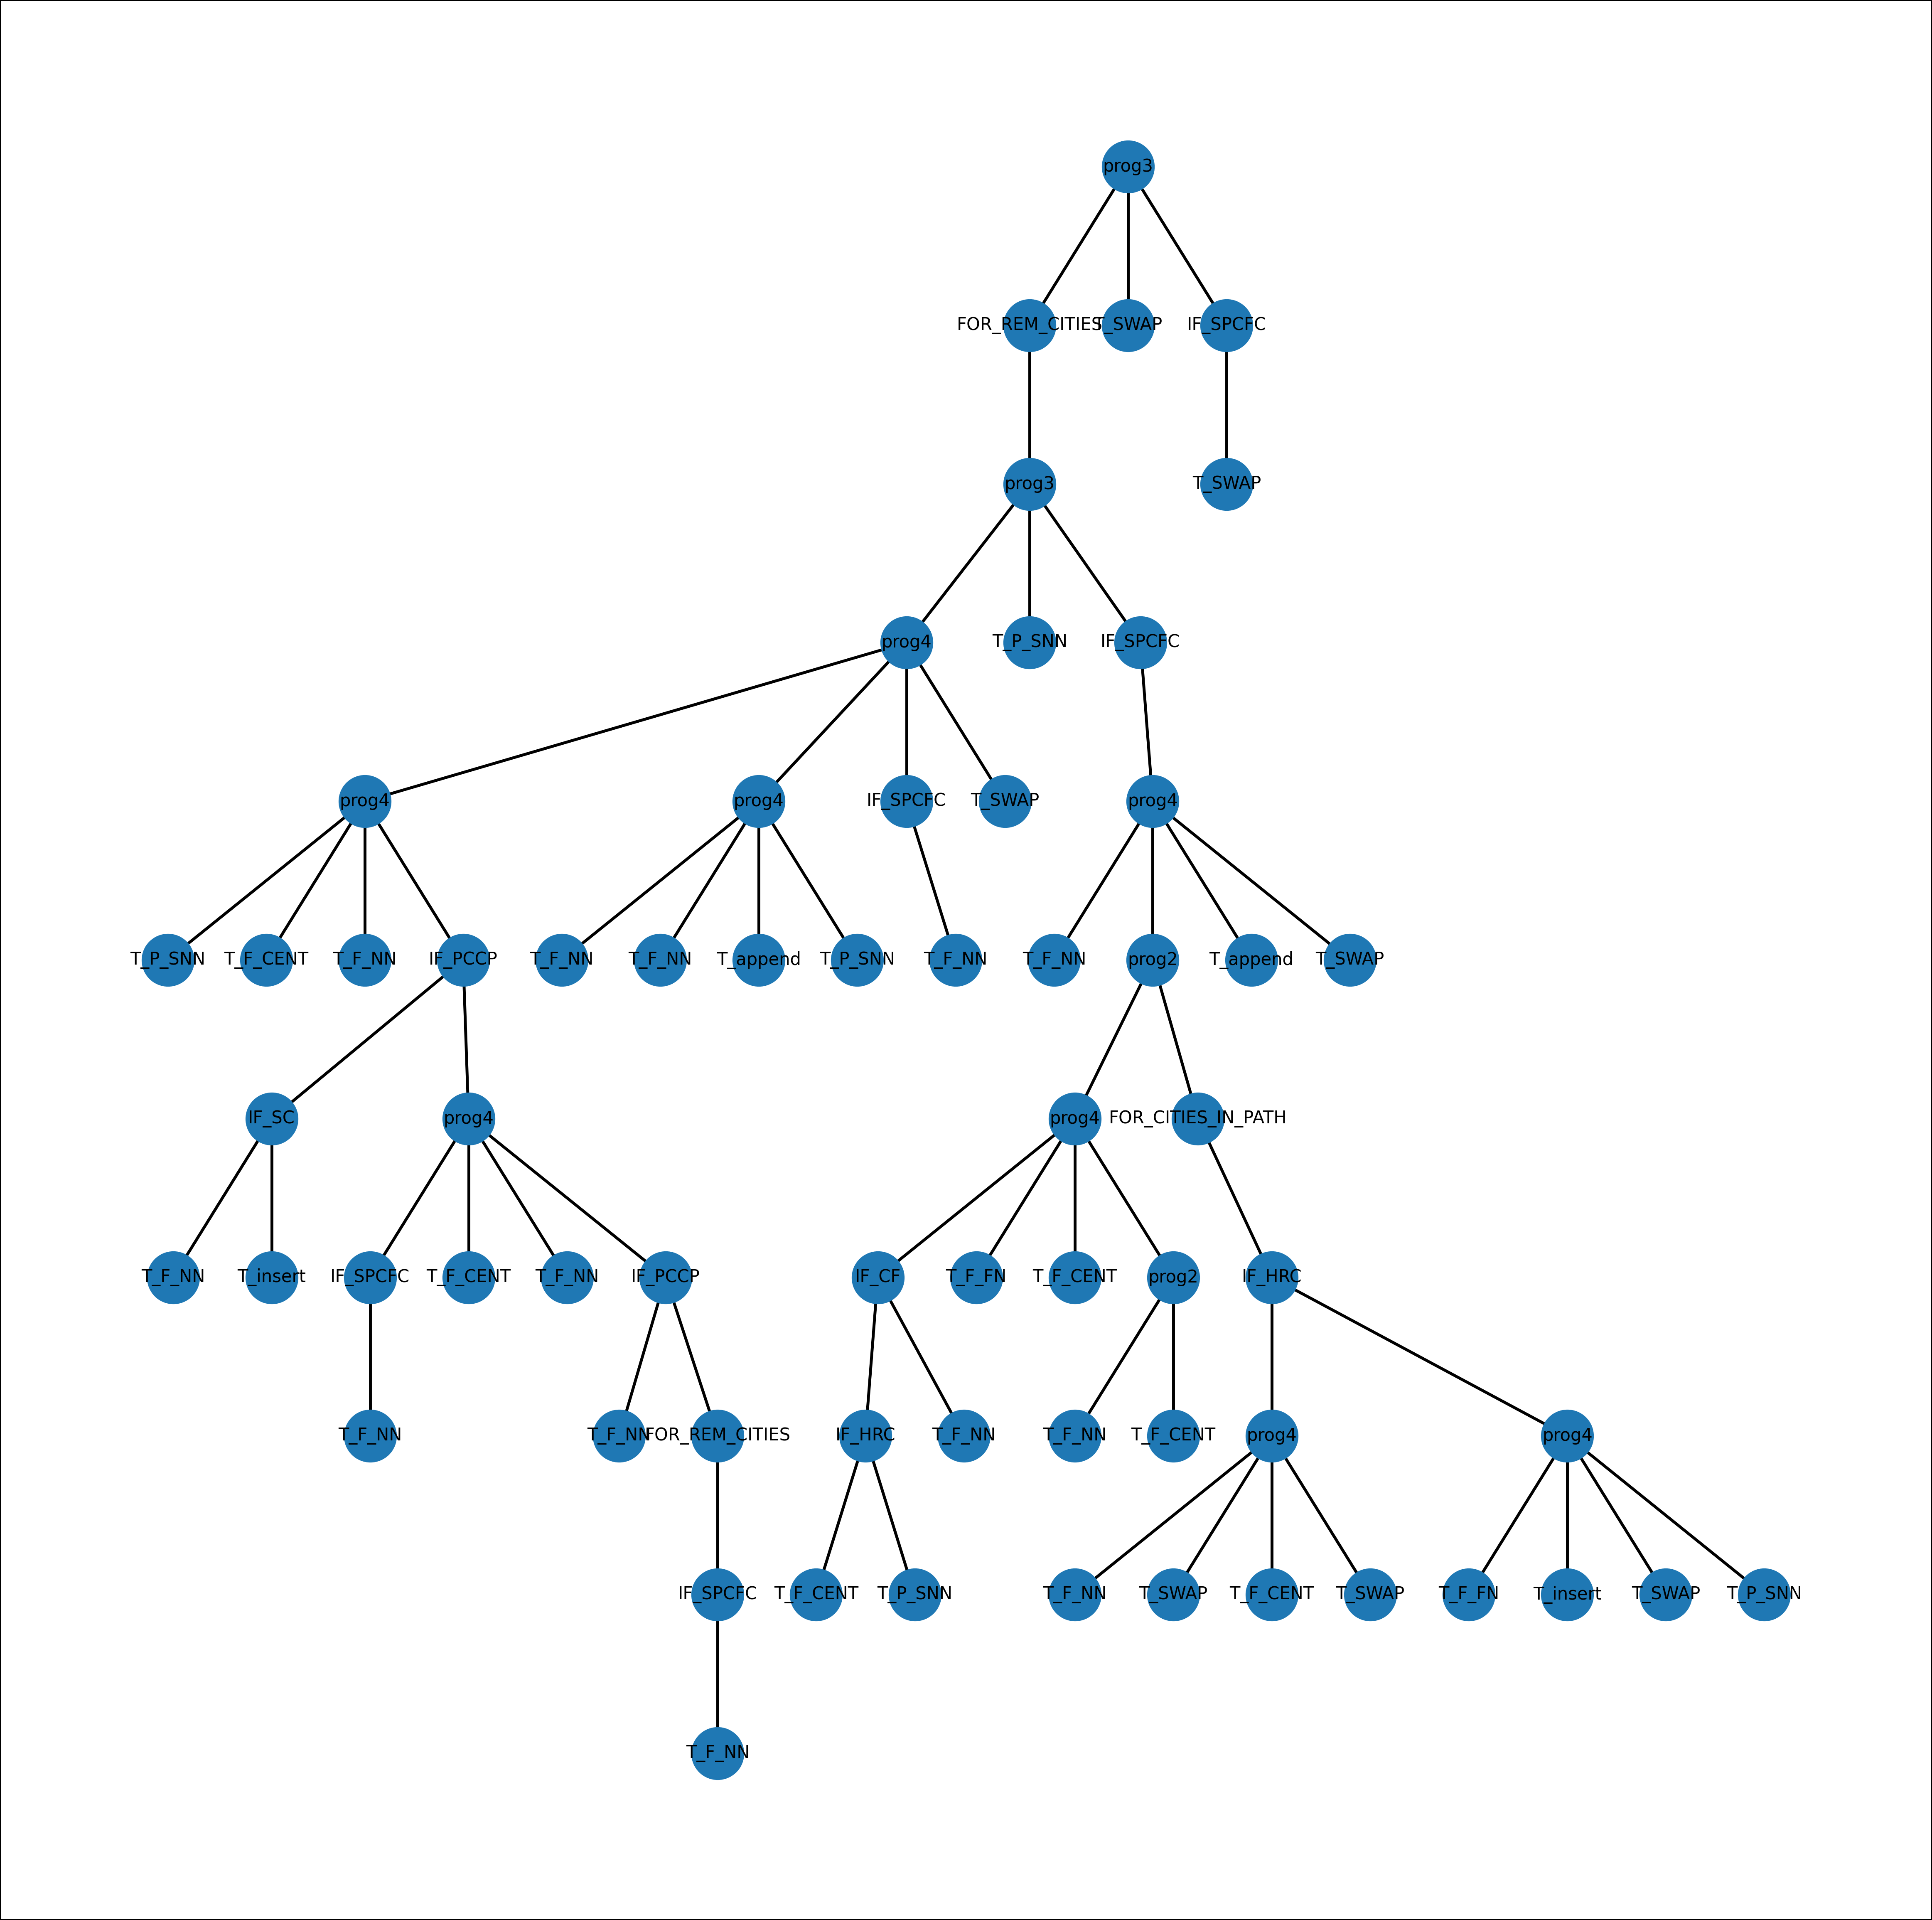 prog3
FOR_REM_CITIES T_SWAP IF_SPCFC
prog3 T_SWAP
prog4 T_P_SNN IF_SPCFC
prog4 prog4 IF_SPCFC T_SWAP prog4
T_P_SNN T_F_CENT T_F_NN IF_PCCP T_F_NN T_F_NN T_append T_P_SNN T_F_NN T_F_NN prog2 T_append T_SWAP
IF_SC prog4 prog4 FOR_CITIES_IN_PATH
T_F_NN T_insert IF_SPCFC T_F_CENT T_F_NN IF_PCCP IF_CF T_F_FN T_F_CENT prog2 IF_HRC
T_F_NN T_F_NN FOR_REM_CITIES IF_HRC T_F_NN T_F_NN T_F_CENT prog4 prog4
IF_SPCFC T_F_CENT T_P_SNN T_F_NN T_SWAP T_F_CENT T_SWAP T_F_FN T_insert T_SWAP T_P_SNN
T_F_NN